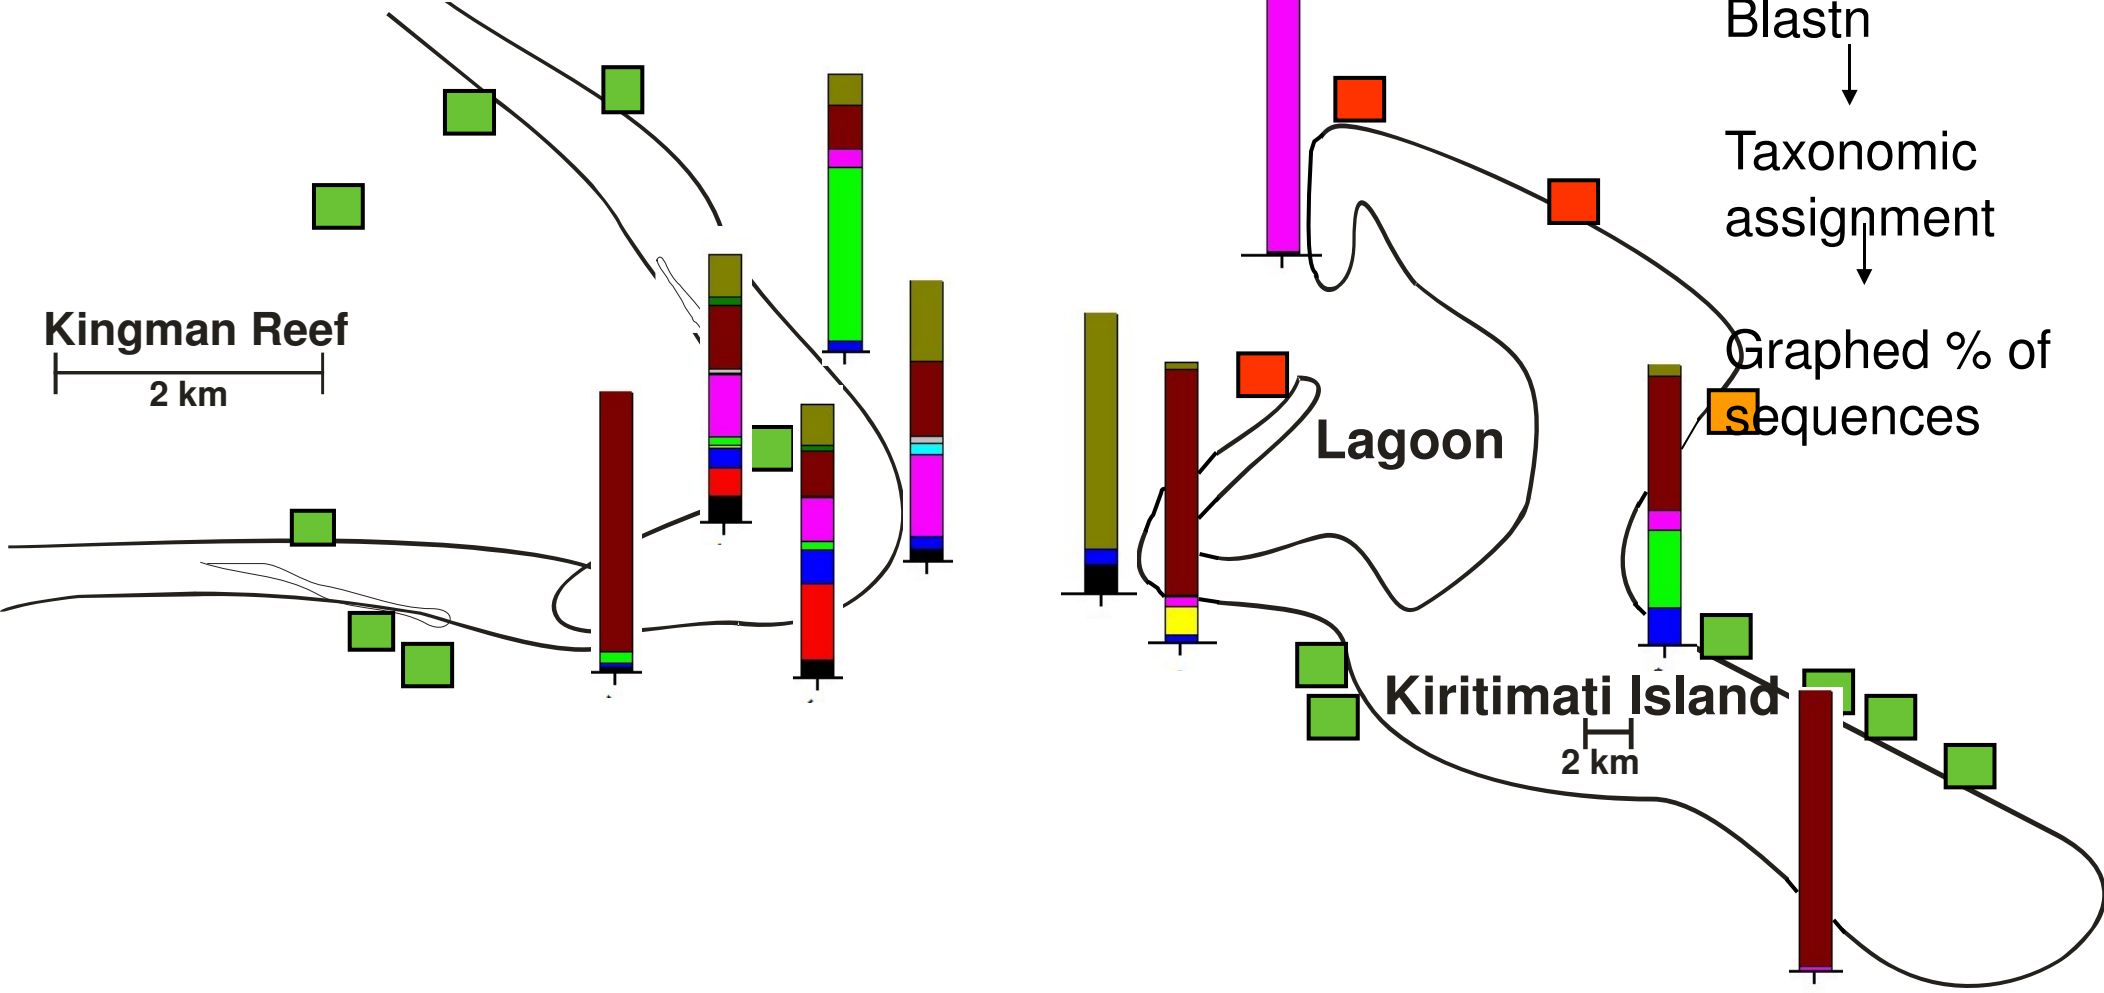 Blastn
Taxonomic
assignment
Graphed % of
sequences
Kingman Reef
2 km
Lagoon
Kiritimati Island
2 km